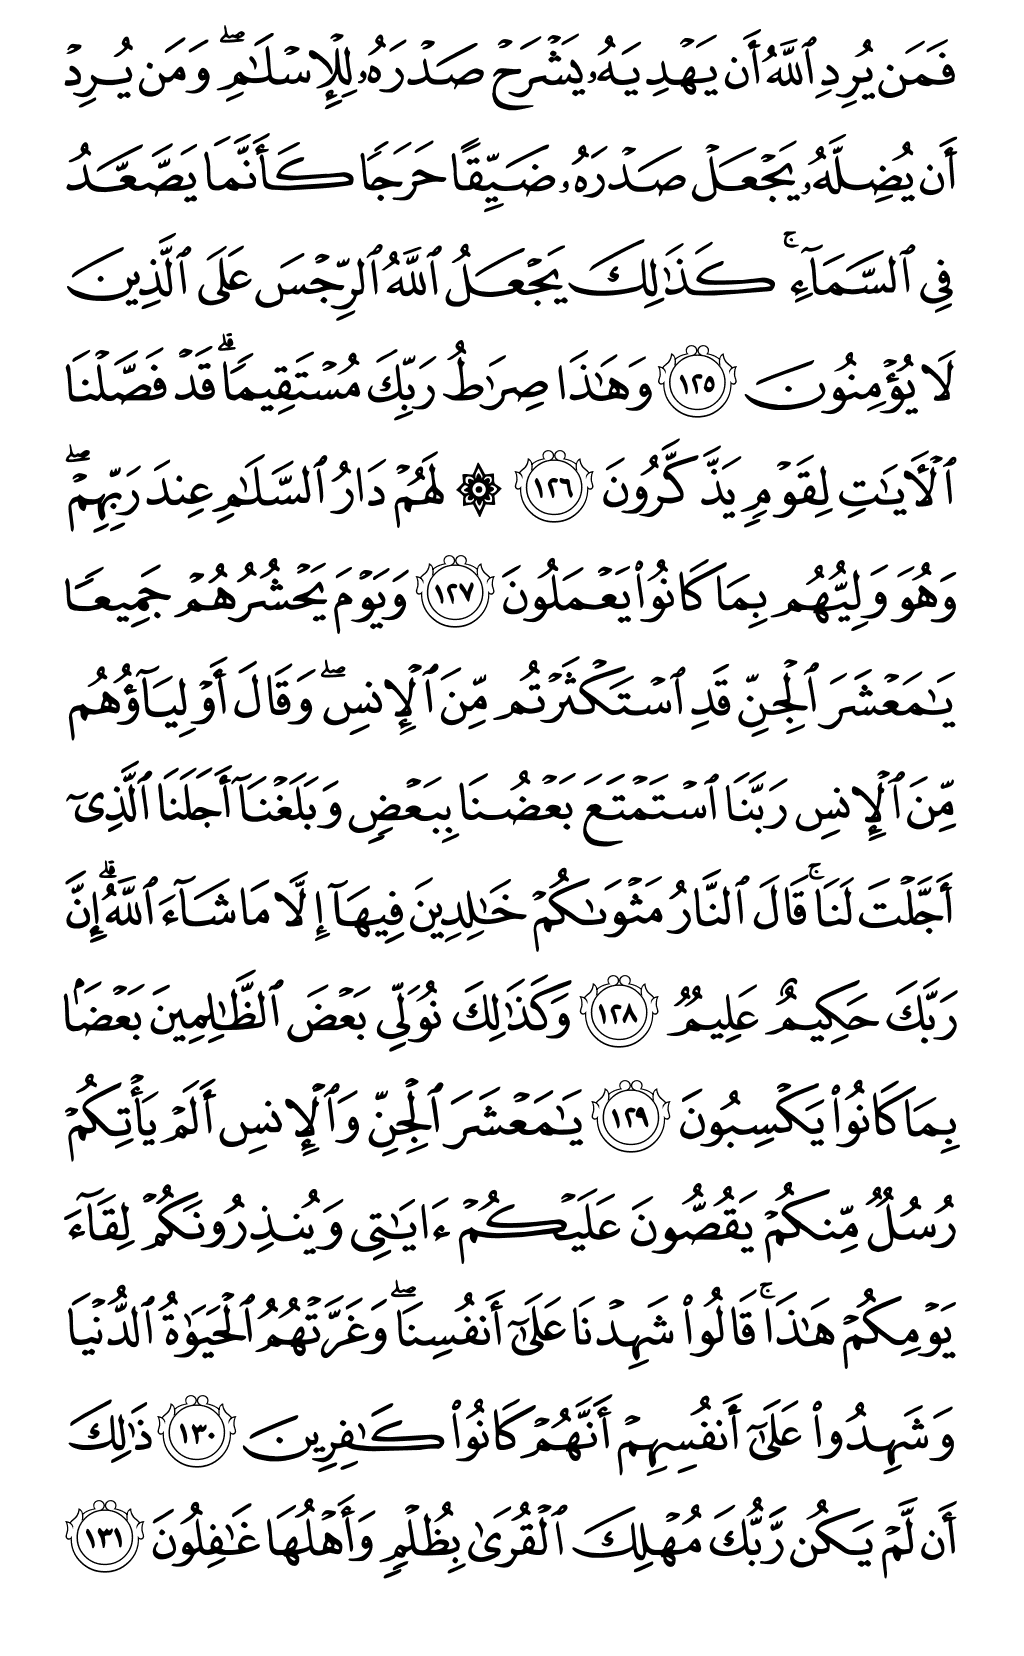 فَمَن يُرِدِ ٱللَّهُ أَن يَهۡدِيَهُۥ يَشۡرَحۡ صَدۡرَهُۥ لِلۡإِسۡلَٰمِۖ وَمَن يُرِدۡ
أَن يُضِلَّهُۥ يَجۡعَلۡ صَدۡرَهُۥ ضَيِّقًا حَرَجٗا كَأَنَّمَا يَصَّعَّدُ
فِي ٱلسَّمَآءِۚ كَذَٰلِكَ يَجۡعَلُ ٱللَّهُ ٱلرِّجۡسَ عَلَى ٱلَّذِينَ
لَا يُؤۡمِنُونَ ١٢٥ وَهَٰذَا صِرَٰطُ رَبِّكَ مُسۡتَقِيمٗاۗ قَدۡ فَصَّلۡنَا
ٱلۡأٓيَٰتِ لِقَوۡمٖ يَذَّكَّرُونَ ١٢٦ ۞ لَهُمۡ دَارُ ٱلسَّلَٰمِ عِندَ رَبِّهِمۡۖ
وَهُوَ وَلِيُّهُم بِمَا كَانُواْ يَعۡمَلُونَ ١٢٧ وَيَوۡمَ يَحۡشُرُهُمۡ جَمِيعٗا
يَٰمَعۡشَرَ ٱلۡجِنِّ قَدِ ٱسۡتَكۡثَرۡتُم مِّنَ ٱلۡإِنسِۖ وَقَالَ أَوۡلِيَآؤُهُم
مِّنَ ٱلۡإِنسِ رَبَّنَا ٱسۡتَمۡتَعَ بَعۡضُنَا بِبَعۡضٖ وَبَلَغۡنَآ أَجَلَنَا ٱلَّذِيٓ
أَجَّلۡتَ لَنَاۚ قَالَ ٱلنَّارُ مَثۡوَىٰكُمۡ خَٰلِدِينَ فِيهَآ إِلَّا مَا شَآءَ ٱللَّهُۗ إِنَّ
رَبَّكَ حَكِيمٌ عَلِيمٞ ١٢٨ وَكَذَٰلِكَ نُوَلِّي بَعۡضَ ٱلظَّٰلِمِينَ بَعۡضَۢا
بِمَا كَانُواْ يَكۡسِبُونَ ١٢٩ يَٰمَعۡشَرَ ٱلۡجِنِّ وَٱلۡإِنسِ أَلَمۡ يَأۡتِكُمۡ
رُسُلٞ مِّنكُمۡ يَقُصُّونَ عَلَيۡكُمۡ ءَايَٰتِي وَيُنذِرُونَكُمۡ لِقَآءَ
يَوۡمِكُمۡ هَٰذَاۚ قَالُواْ شَهِدۡنَا عَلَىٰٓ أَنفُسِنَاۖ وَغَرَّتۡهُمُ ٱلۡحَيَوٰةُ ٱلدُّنۡيَا
وَشَهِدُواْ عَلَىٰٓ أَنفُسِهِمۡ أَنَّهُمۡ كَانُواْ كَٰفِرِينَ ١٣٠ ذَٰلِكَ
أَن لَّمۡ يَكُن رَّبُّكَ مُهۡلِكَ ٱلۡقُرَىٰ بِظُلۡمٖ وَأَهۡلُهَا غَٰفِلُونَ ١٣١